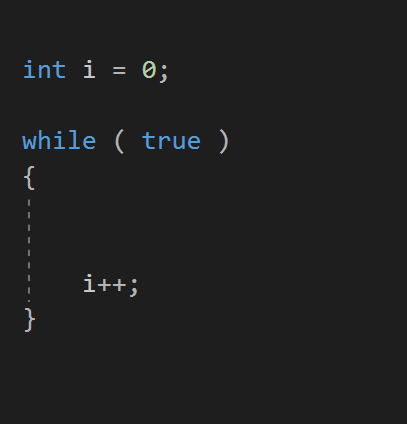 int i = 0;
while ( true )
{
i++;
}